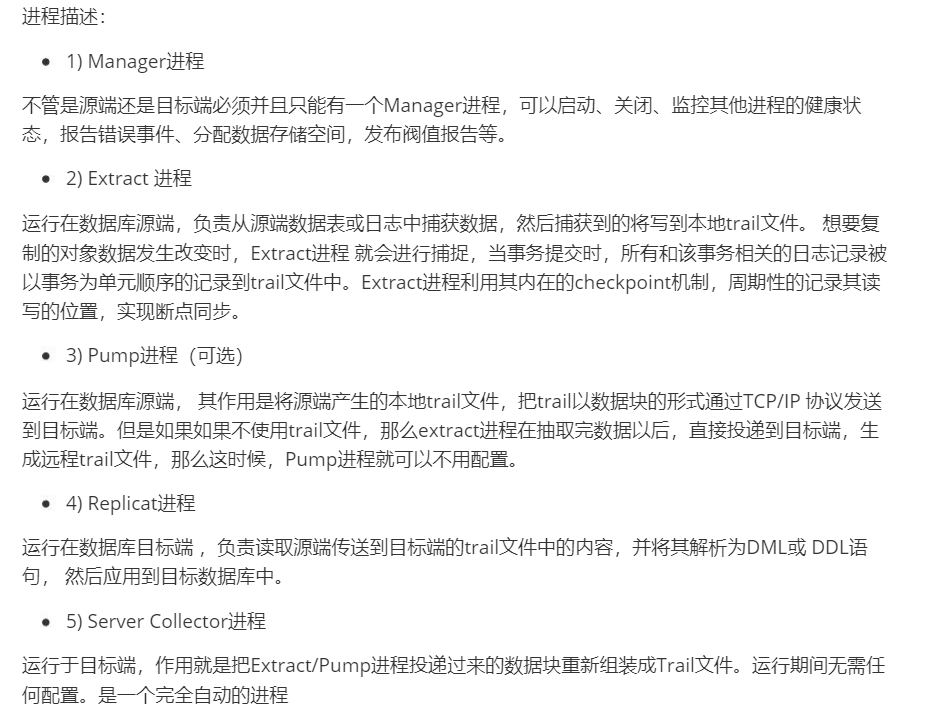 进程描述：
• 1) Manager进程
不管是源端还是目标端必须并且只能有一个Manager进程，可以启动、关闭、监控其他进程的健康状
态，报告错误事件、分配数据存储空间，发布阀值报告等。
• 2) Extract 进程
运行在数据库源端，负责从源端数据表或日志中捕获数据，然后捕获到的将写到本地trail文件。 想要复
制的对象数据发生改变时，Extract进程 就会进行捕捉，当事务提交时，所有和该事务相关的日志记录被
以事务为单元顺序的记录到trail文件中。Extract进程利用其内在的checkpoint机制，周期性的记录其读
写的位置，实现断点同步。
• 3) Pump进程（可选）
运行在数据库源端， 其作用是将源端产生的本地trail文件，把trail以数据块的形式通过TCP/IP 协议发送
到目标端。但是如果如果不使用trail文件，那么extract进程在抽取完数据以后，直接投递到目标端，生
成远程trail文件，那么这时候，Pump进程就可以不用配置。
• 4) Replicat进程
运行在数据库目标端 ，负责读取源端传送到目标端的trail文件中的内容，并将其解析为DML或 DDL语
句， 然后应用到目标数据库中。
• 5) Server Collector进程
运行于目标端，作用就是把Extract/Pump进程投递过来的数据块重新组装成Trail文件。运行期间无需任
何配置。是一个完全自动的进程